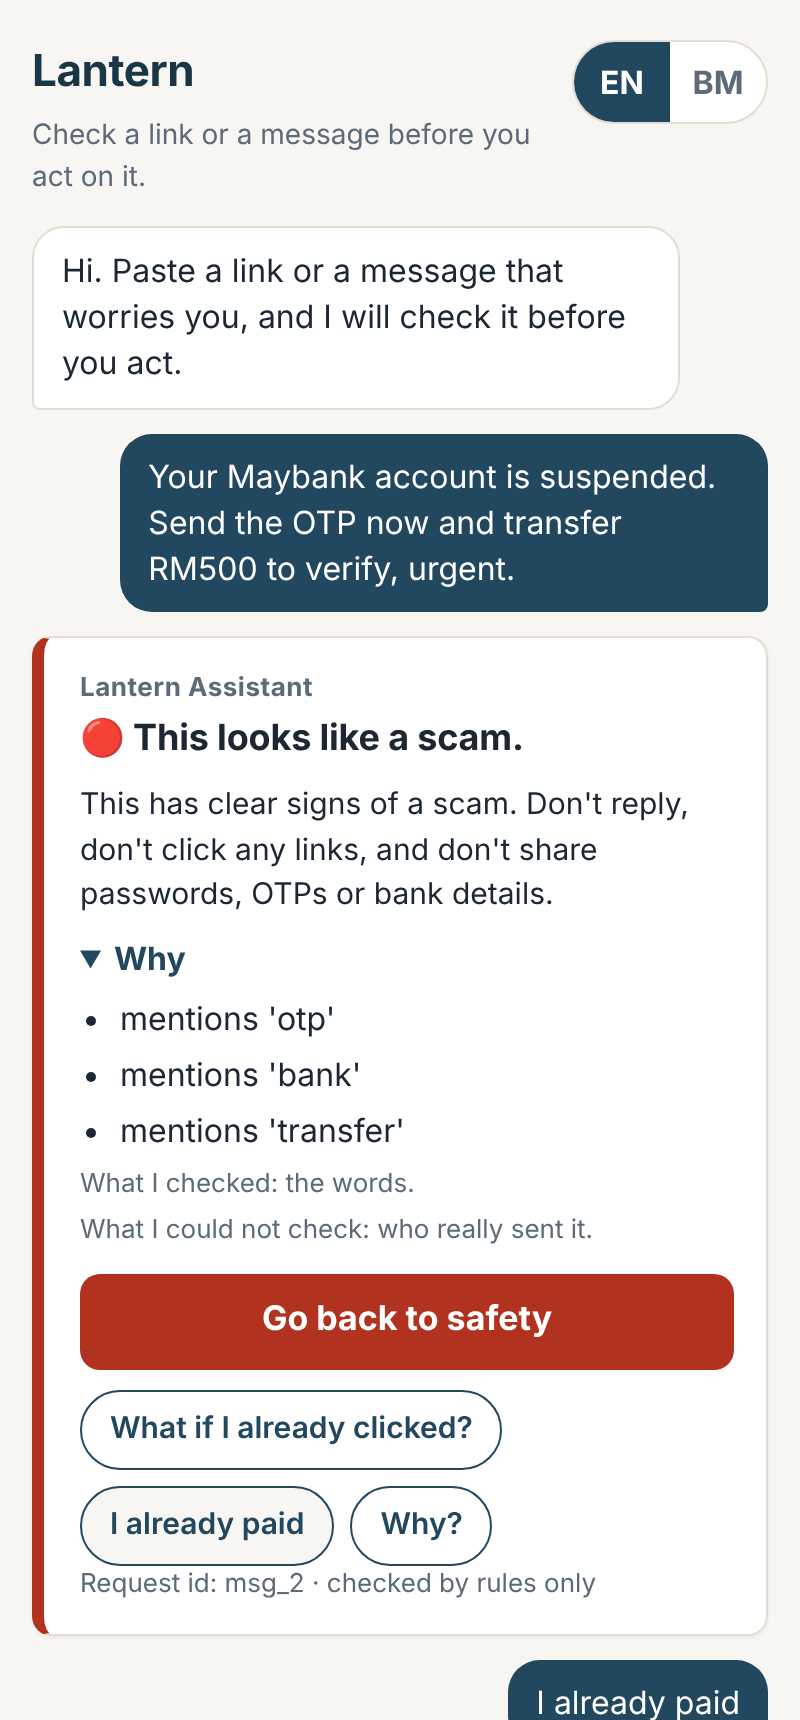 Lantern
EN BM
Check a link or a message before you
act on it.
Hi. Paste a link or a message that
worries you, and I will check it before
you act.
Your Maybank account is suspended.
Send the OTP now and transfer
RM500 to verify, urgent.
Lantern Assistant
🔴 This looks like a scam.
This has clear signs of a scam. Don't reply,
don't click any links, and don't share
passwords, OTPs or bank details.
▼ Why
• mentions 'otp'
• mentions 'bank'
• mentions 'transfer'
What I checked: the words.
What I could not check: who really sent it.
Go back to safety
What if I already clicked?
I already paid Why?
Request id: msg_2 · checked by rules only
I already paid